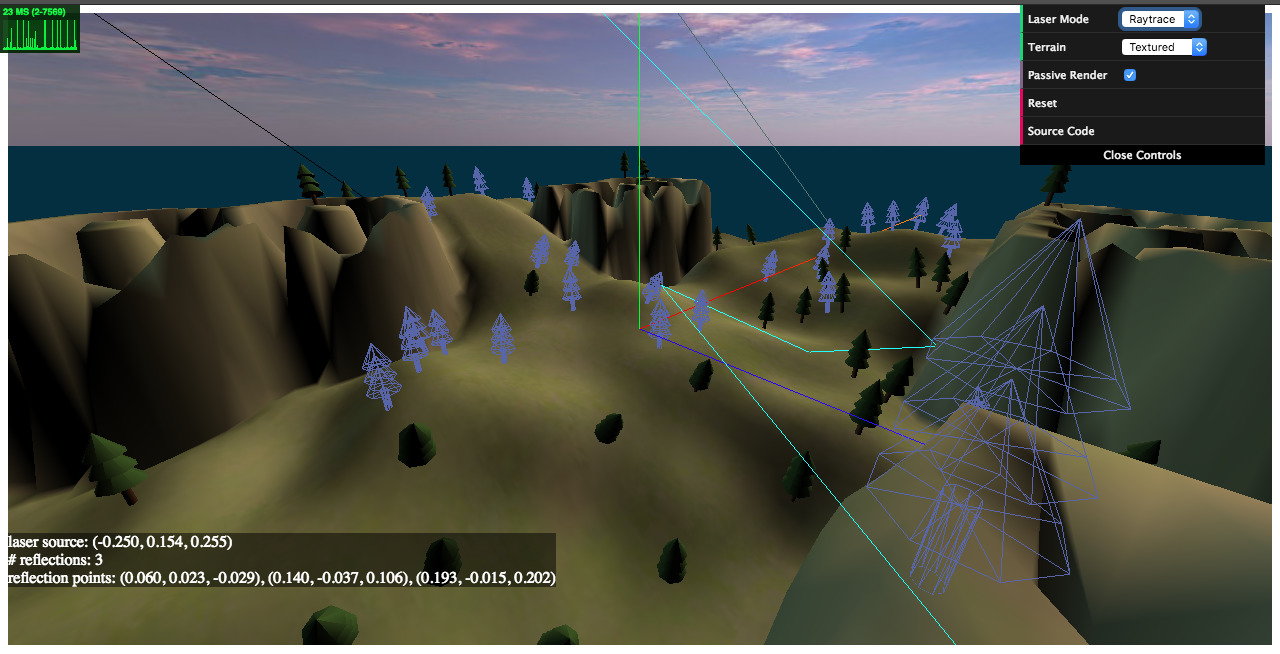 23 MS (2-7569)
Laser Mode Raytrace
Terrain Textured
Passive Render
Reset
Source Code
Close Controls
laser source: (-0.250, 0.154, 0.255)
# reflections: 3
reflection points: (0.060, 0.023, -0.029), (0.140, -0.037, 0.106), (0.193, -0.015, 0.202)